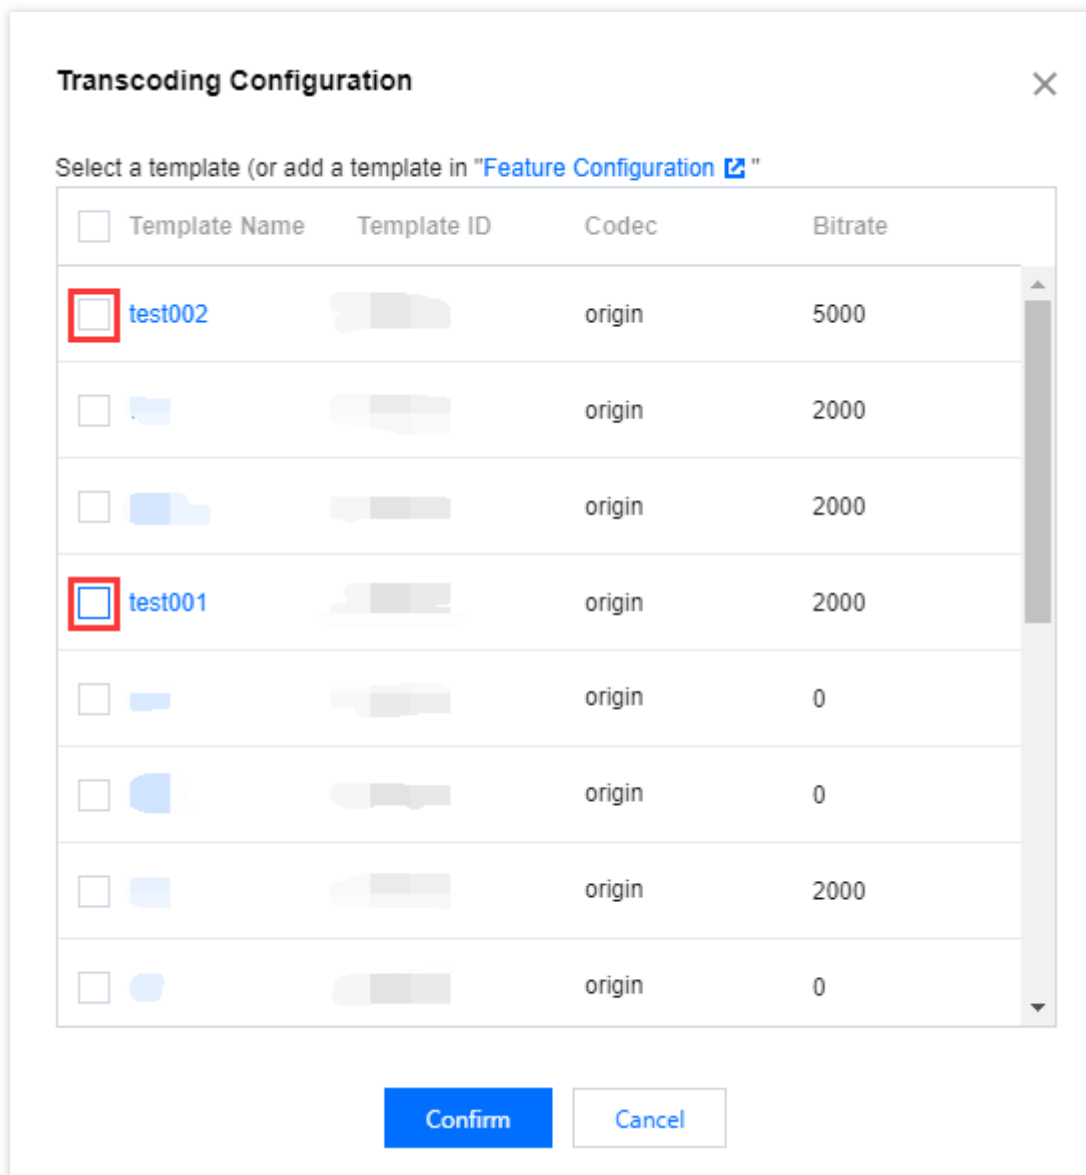 Transcoding Configuration
Select a template (or add a template in "Feature Configuration "
Template Name Template ID Codec Bitrate
test002 origin 5000
origin 2000
origin 2000
test001 origin 2000
origin 0
origin 0
origin 2000
origin 0
Confirm Cancel